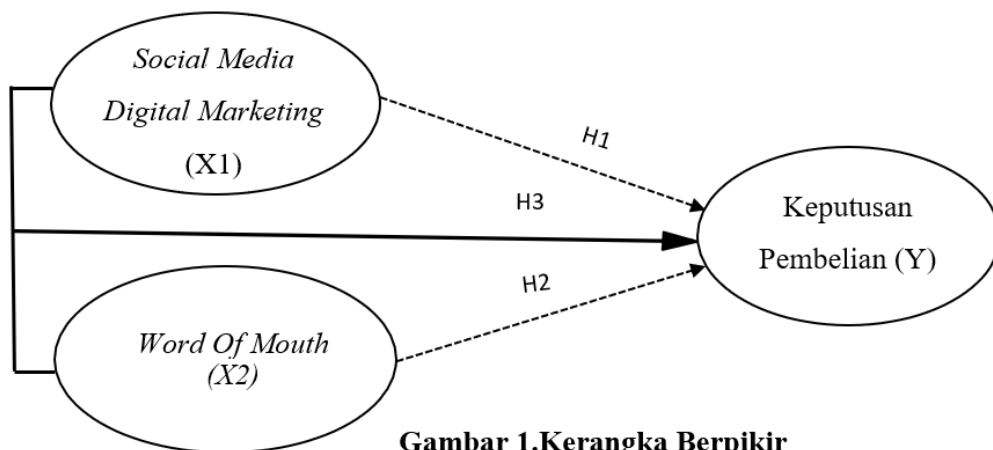 Social Media
Digital Marketing
(X1)
H1
H3
Keputusan
Pembelian (Y)
H2
Word Of Mouth
(X2)
Gambar 1.Kerangka Berpikir